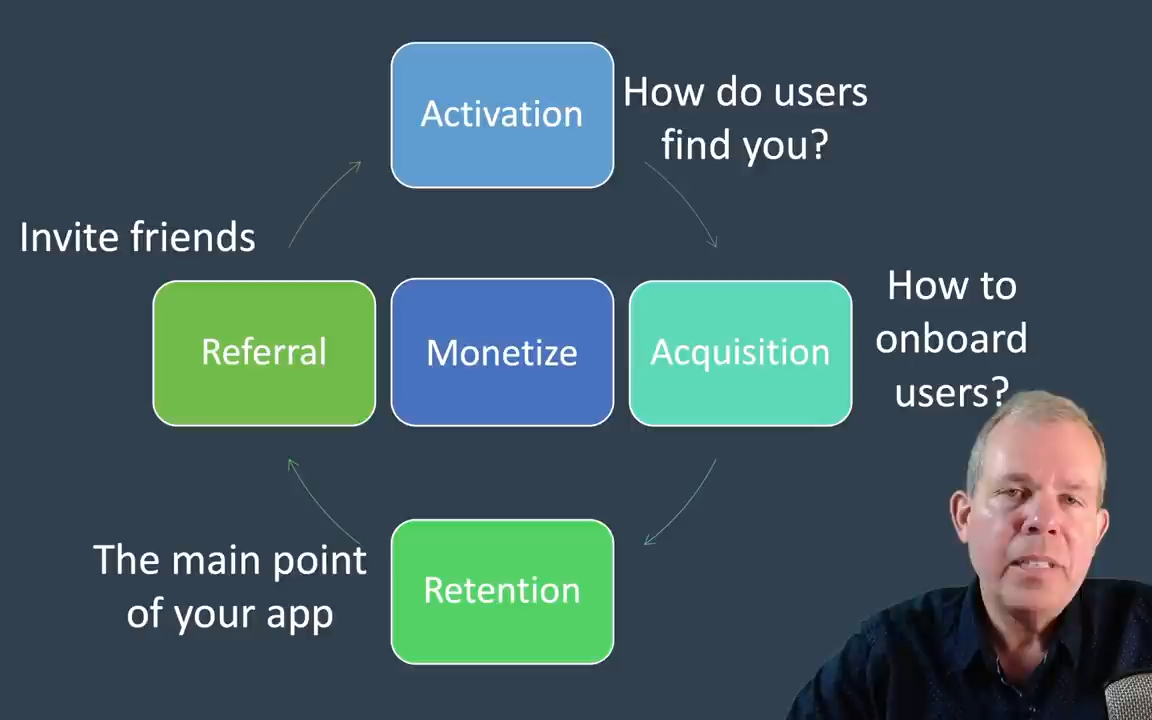 Activation
How do users
find you?
Invite friends
Referral
Monetize
Acquisition
How to
onboard
users?
The main point
of your app
Retention